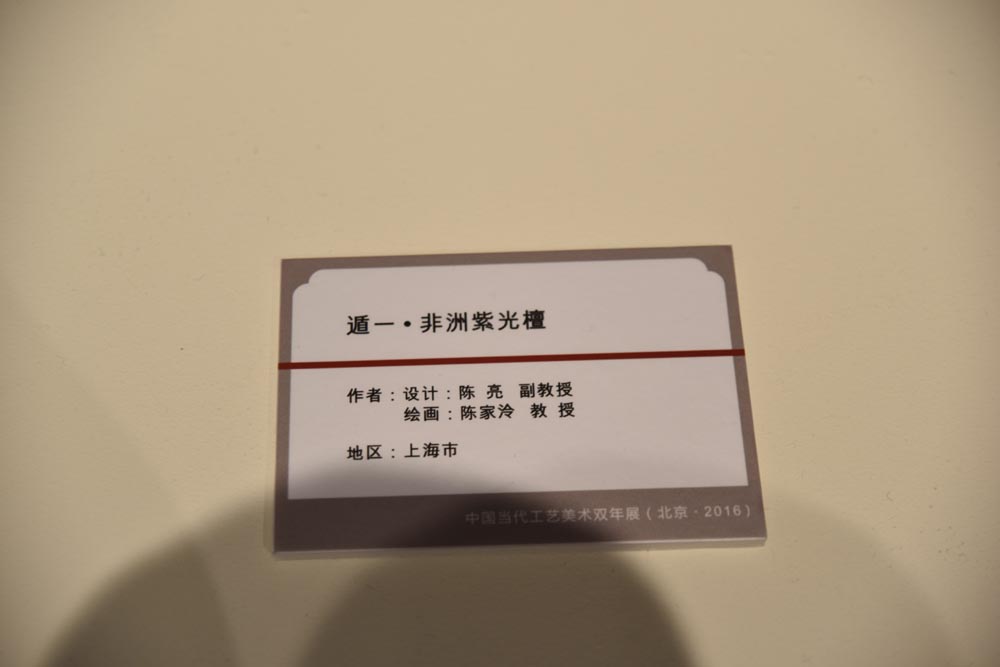 遁一·非洲紫光檀
作者：设计：陈 亮 副教授
绘画：陈家泠 教 授
地区：上海市
中国当代工艺美术双年展（北京·2016）